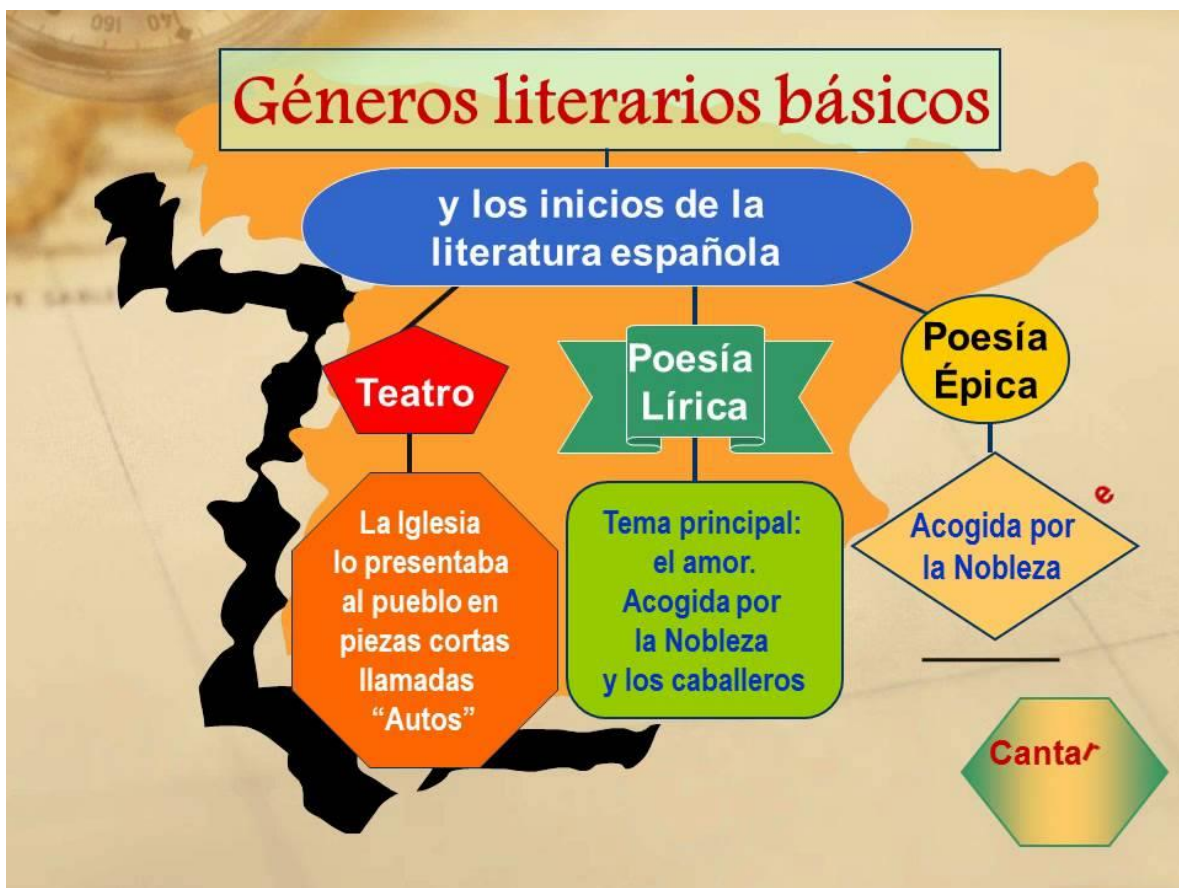 Géneros literarios básicos
y los inicios de la
literatura española
Teatro
Poesía
Lírica
Poesía
Épica
La Iglesia
lo presentaba
al pueblo en
piezas cortas
llamadas
“Autos”
Tema principal:
el amor.
Acogida por
la Nobleza
y los caballeros
Acogida por
la Nobleza
e
Cantar